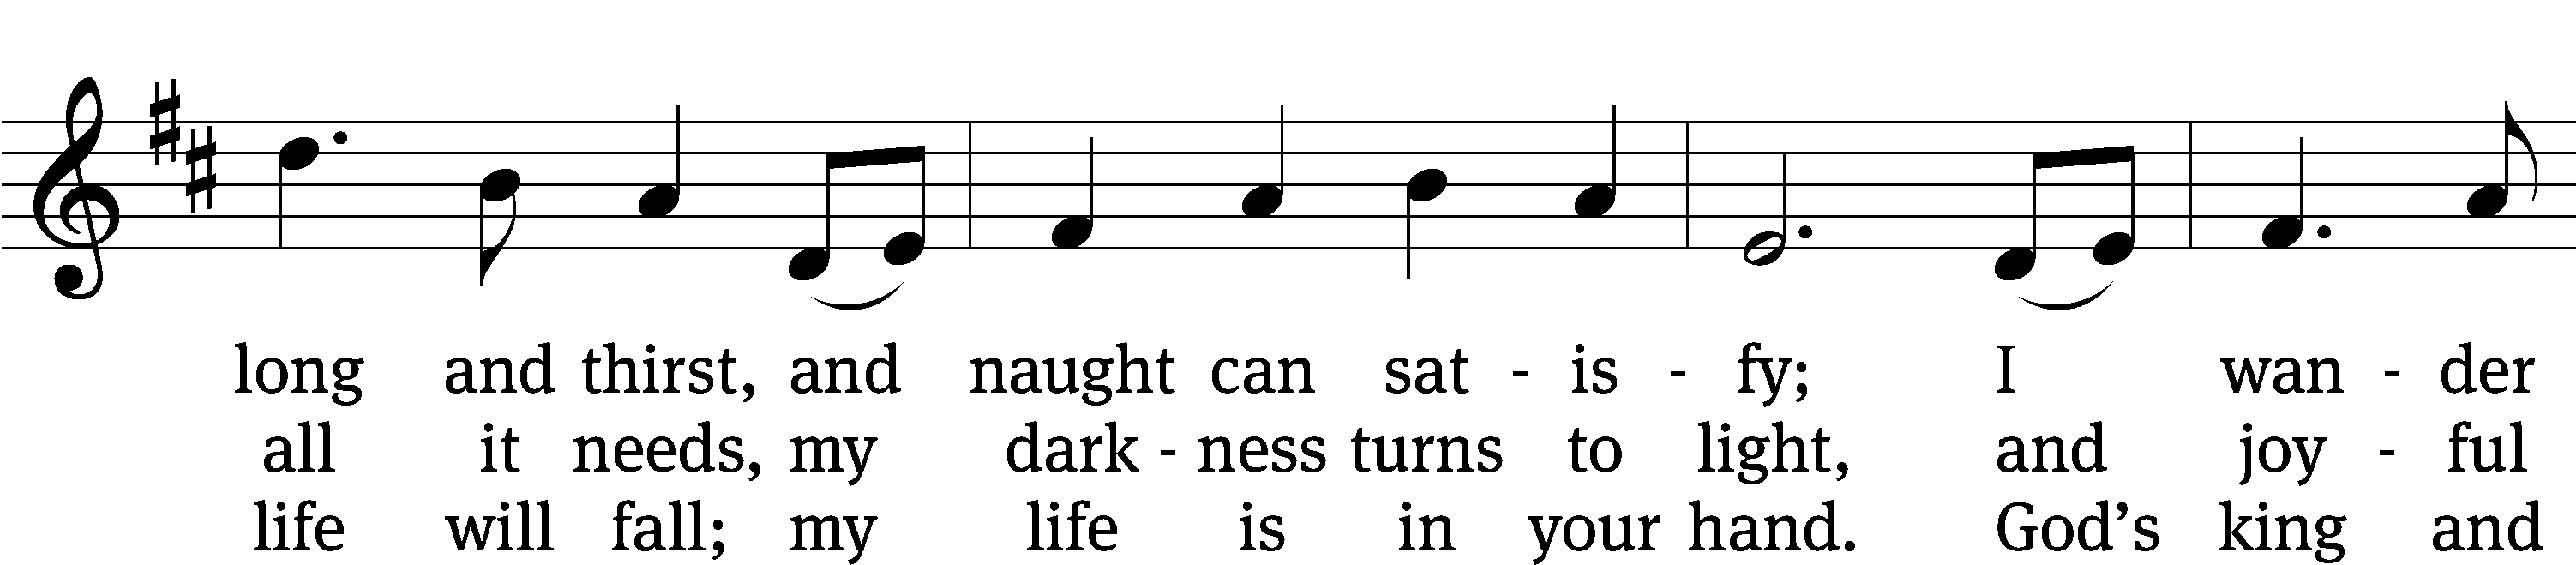 long and thirst, and naught can sat - is - fy; I wan - der
all it needs, my dark - ness turns to light, and joy - ful
life will fall; my life is in your hand. God’s king and